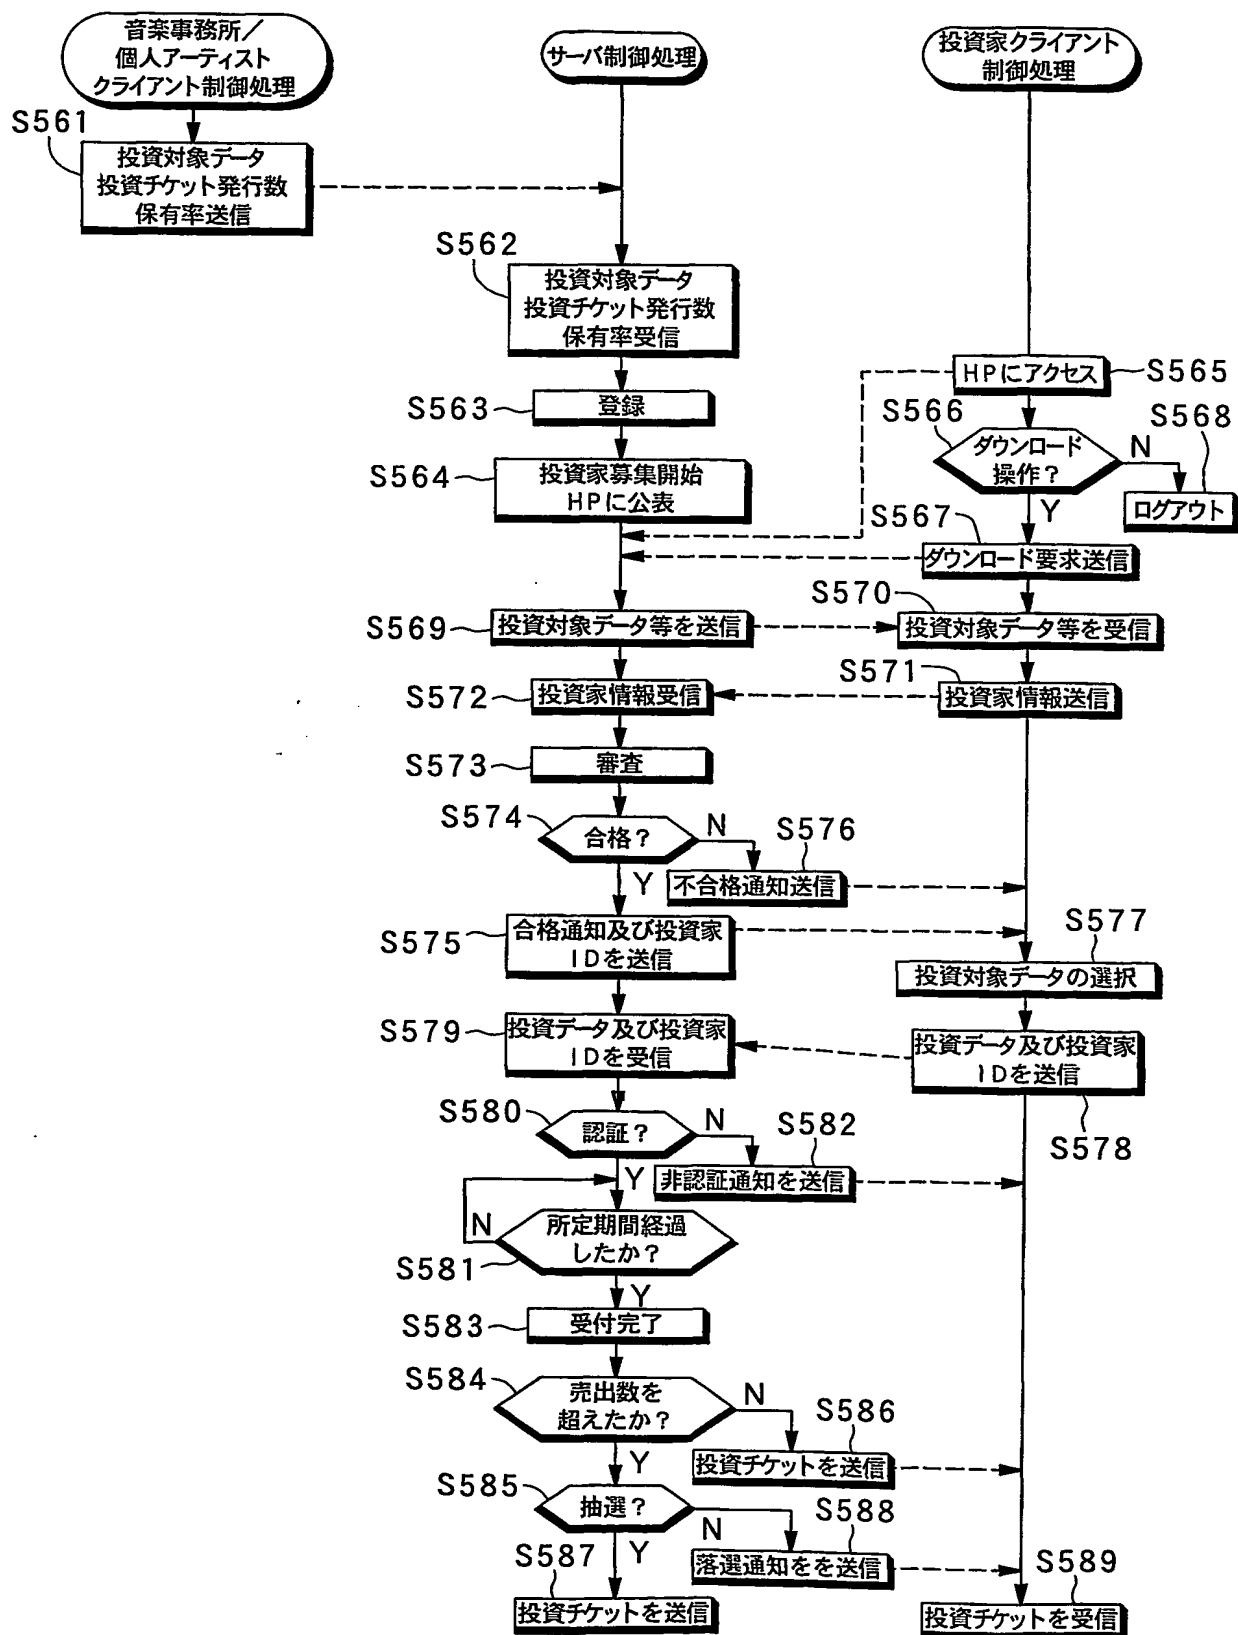 音楽事務所／
個人アーティスト
クライアント制御処理
サーバ制御処理
投資家クライアント
制御処理
S561
投資対象データ
投資チケット発行数
保有率送信
S562
投資対象データ
投資チケット発行数
保有率受信
HPにアクセス
S565
S563
登録
S566
ダウンロード
操作？
N
S568
ログアウト
S564
投資家募集開始
HPに公表
Y
S567
ダウンロード要求送信
S570
S569
投資対象データ等を送信
投資対象データ等を受信
S571
S572
投資家情報受信
投資家情報送信
S573
審査
S574
合格？
N
S576
Y
不合格通知送信
S575
合格通知及び投資家
IDを送信
S577
投資対象データの選択
S579
投資データ及び投資家
IDを受信
投資データ及び投資家
IDを送信
S578
S580
認証？
N
S582
Y
非認証通知を送信
N
所定期間経過
したか？
S581
Y
S583
受付完了
S584
売出数を
超えたか？
N
S586
Y
投資チケットを送信
S585
抽選？
N
S588
Y
落選通知をを送信
S587
投資チケットを送信
S589
投資チケットを受信